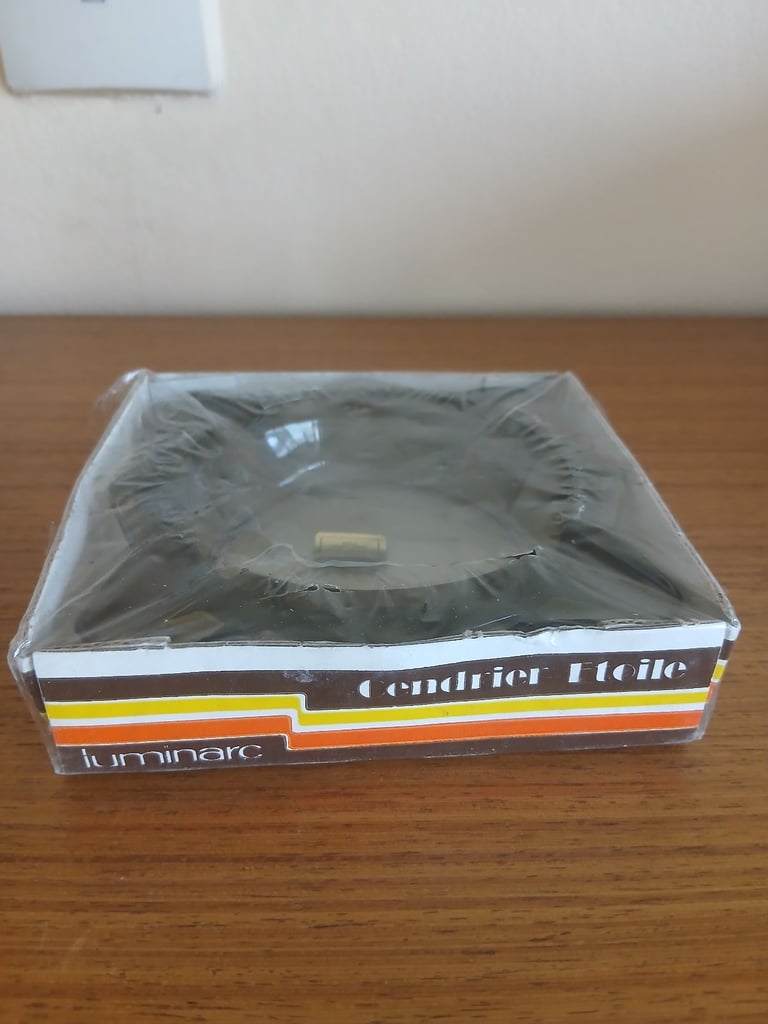 Cendrier Etoile
luminarc